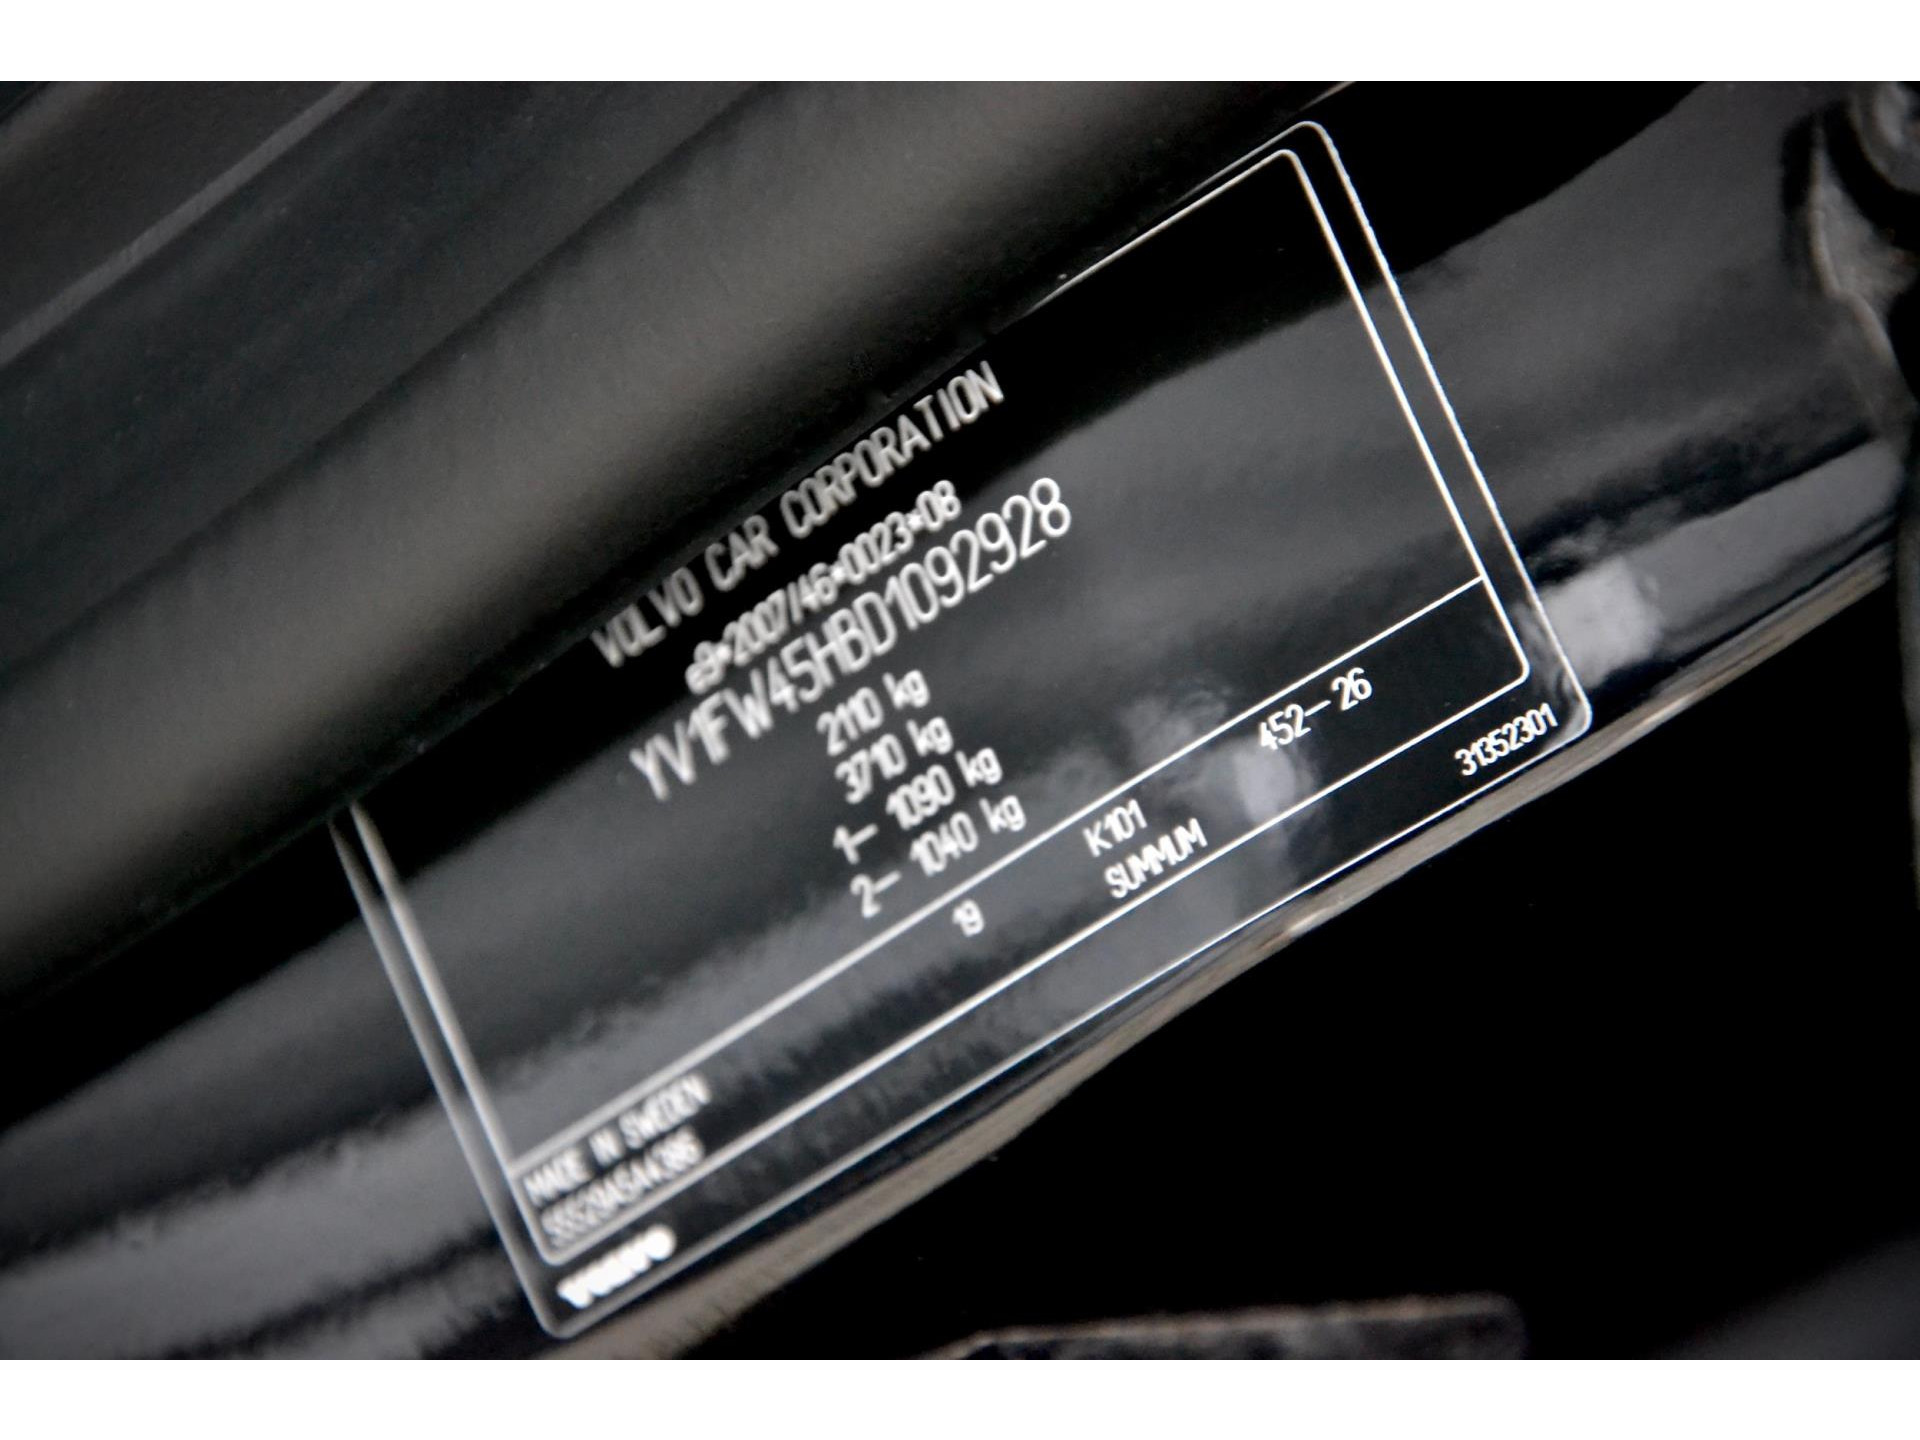 VOLVO CAR CORPORATION
e9*2007/46*0023*08
YV1FW45HBD1092928
2110 kg
3710 kg
1- 1090 kg
2- 1040 kg
19 K101 452-26
MADE IN SWEDEN SUMMUM
31352301
VOLVO